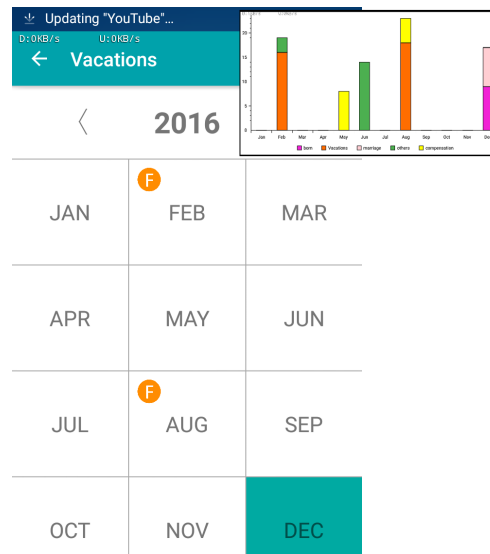 Updating "YouTube"...
D:0KB/s U:0KB/s
Vacations
2016
F
JAN FEB MAR
APR MAY JUN
F
JUL AUG SEP
OCT NOV DEC
20
15
10
5
0
Jan Feb Mar Apr May Jun Jul Aug Sep Oct Nov De
born Vacations marriage others compensation